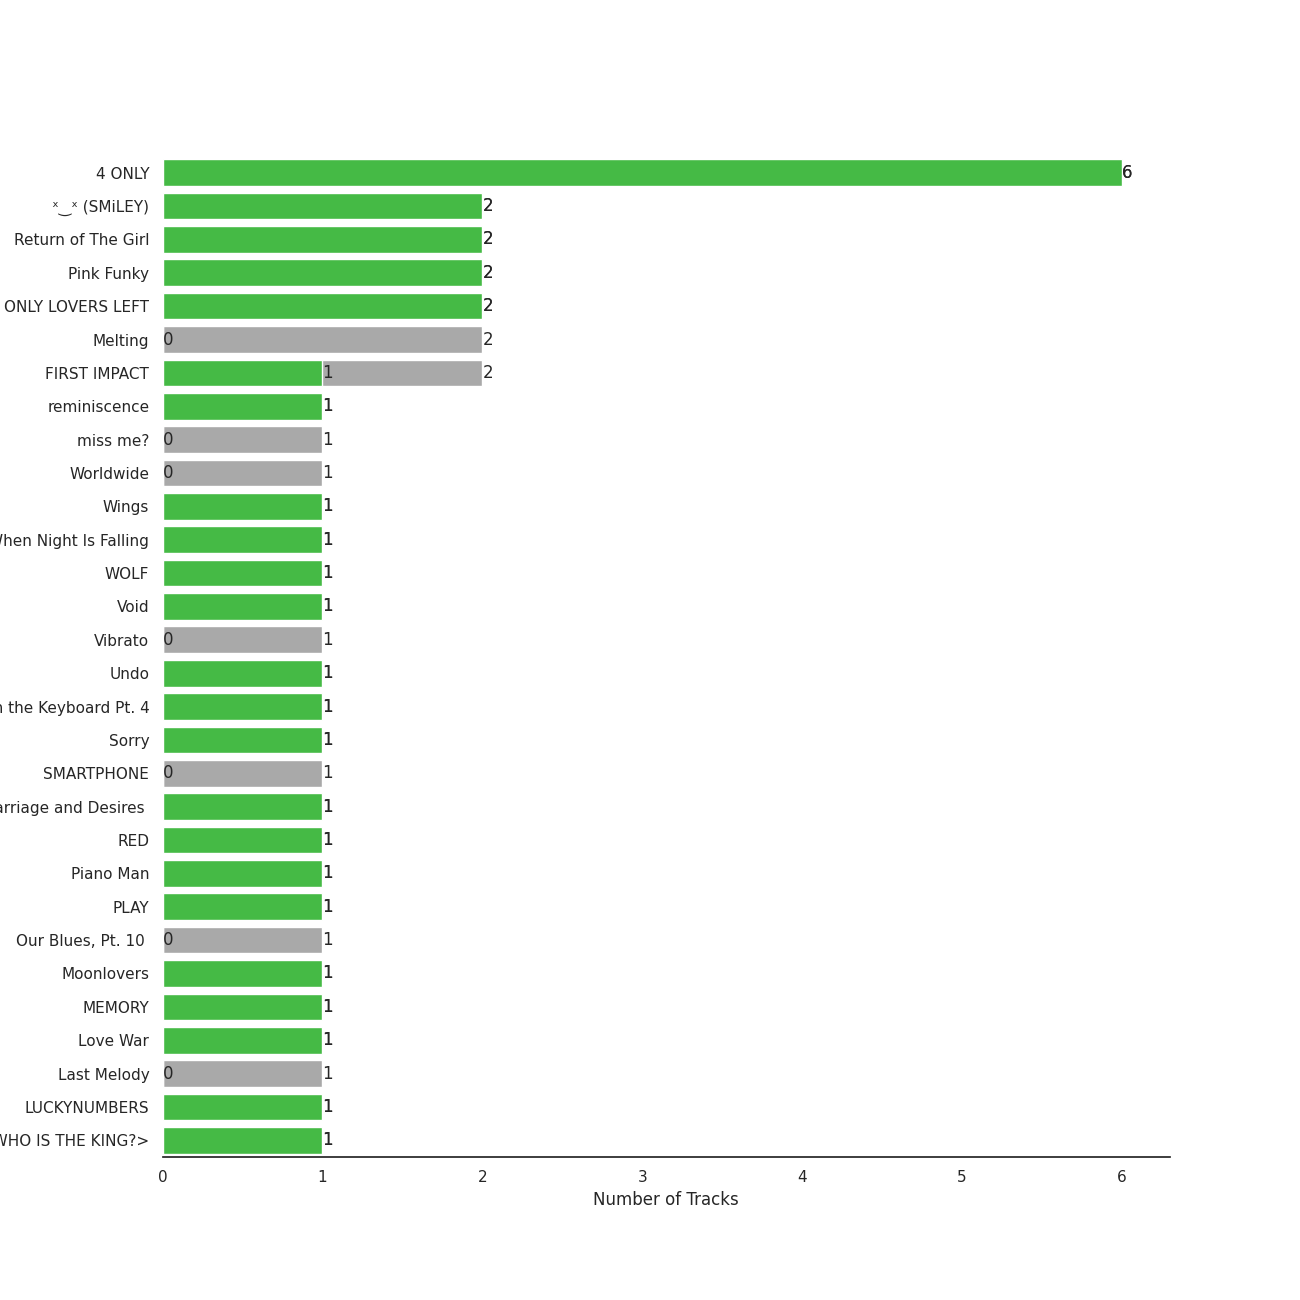 4 ONLY 6
ˣ‿ˣ (SMiLEY) 2
Return of The Girl 2
Pink Funky 2
ONLY LOVERS LEFT 2
Melting 0 2
FIRST IMPACT 1 2
reminiscence 1
miss me? 0 1
Worldwide 0 1
Wings 1
When Night Is Falling 1
WOLF 1
Void 1
Vibrato 0 1
Undo 1
the Keyboard Pt. 4 1
Sorry 1
SMARTPHONE 0 1
and Desires 1
RED 1
Piano Man 1
PLAY 1
Our Blues, Pt. 10 0 1
Moonlovers 1
MEMORY 1
Love War 1
Last Melody 0 1
LUCKYNUMBERS 1
WHO IS THE KING?> 1
0 1 2 3 4 5 6
Number of Tracks